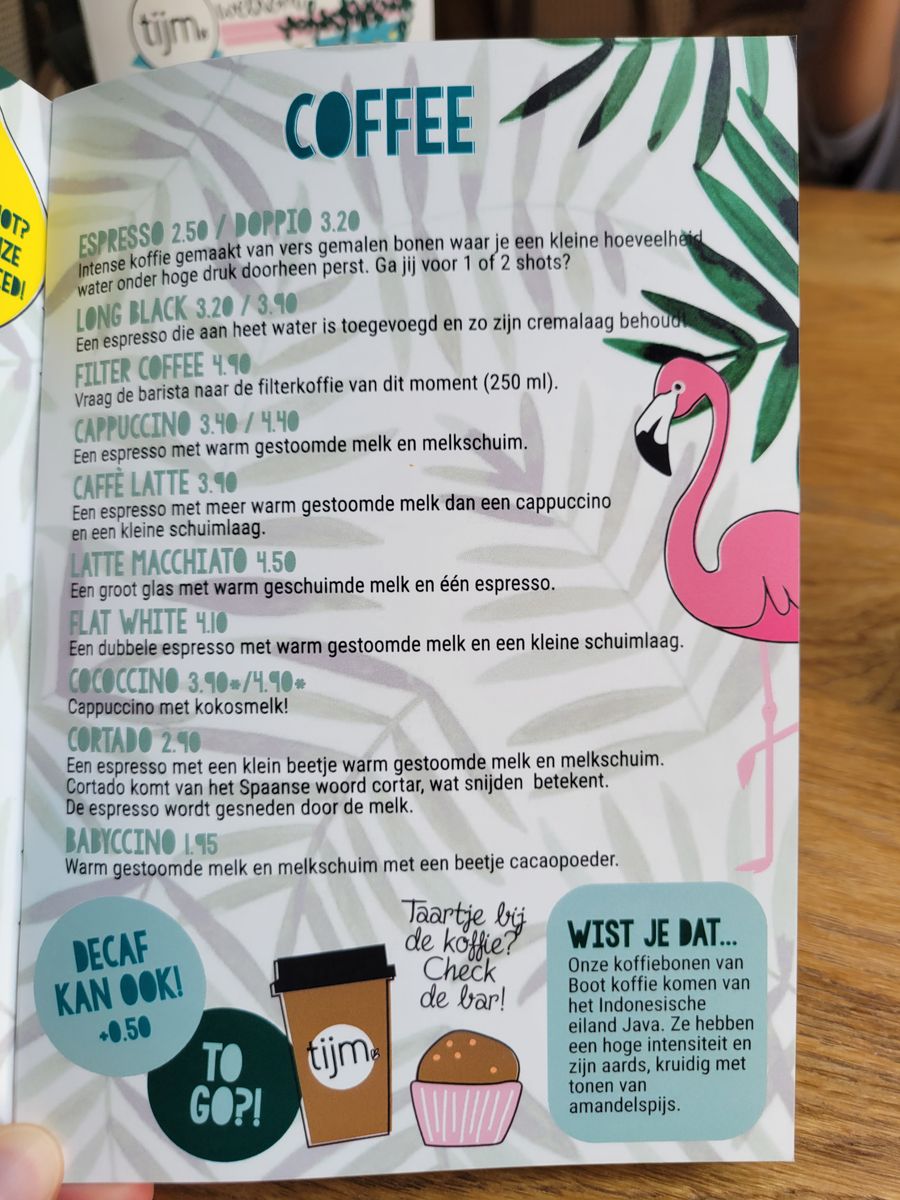 tijm
COFFEE
OT?
ZE
ED!
ESPRESSO 2.50 / DOPPIO 3.20
Intense koffie gemaakt van vers gemalen bonen waar je een kleine hoeveelheid
water onder hoge druk doorheen perst. Ga jij voor 1 of 2 shots?
LONG BLACK 3.20 / 3.90
Een espresso die aan heet water is toegevoegd en zo zijn cremalaag behoudt.
FILTER COFFEE 4.90
Vraag de barista naar de filterkoffie van dit moment (250 ml).
CAPPUCCINO 3.40 / 4.40
Een espresso met warm gestoomde melk en melkschuim.
CAFFÈ LATTE 3.90
Een espresso met meer warm gestoomde melk dan een cappuccino
en een kleine schuimlaag.
LATTE MACCHIATO 4.50
Een groot glas met warm geschuimde melk en één espresso.
FLAT WHITE 4.10
Een dubbele espresso met warm gestoomde melk en een kleine schuimlaag.
COCOCCINO 3.90*/4.90*
Cappuccino met kokosmelk!
CORTADO 2.90
Een espresso met een klein beetje warm gestoomde melk en melkschuim.
Cortado komt van het Spaanse woord cortar, wat snijden betekent.
De espresso wordt gesneden door de melk.
BABYCCINO 1.95
Warm gestoomde melk en melkschuim met een beetje cacaopoeder.
DECAF
KAN OOK!
+0.50
TO
GO?!
tijm
Taartje bij
de koffie?
Check
de bar!
WIST JE DAT...
Onze koffiebonen van
Boot koffie komen van
het Indonesische
eiland Java. Ze hebben
een hoge intensiteit en
zijn aards, kruidig met
tonen van
amandelspijs.